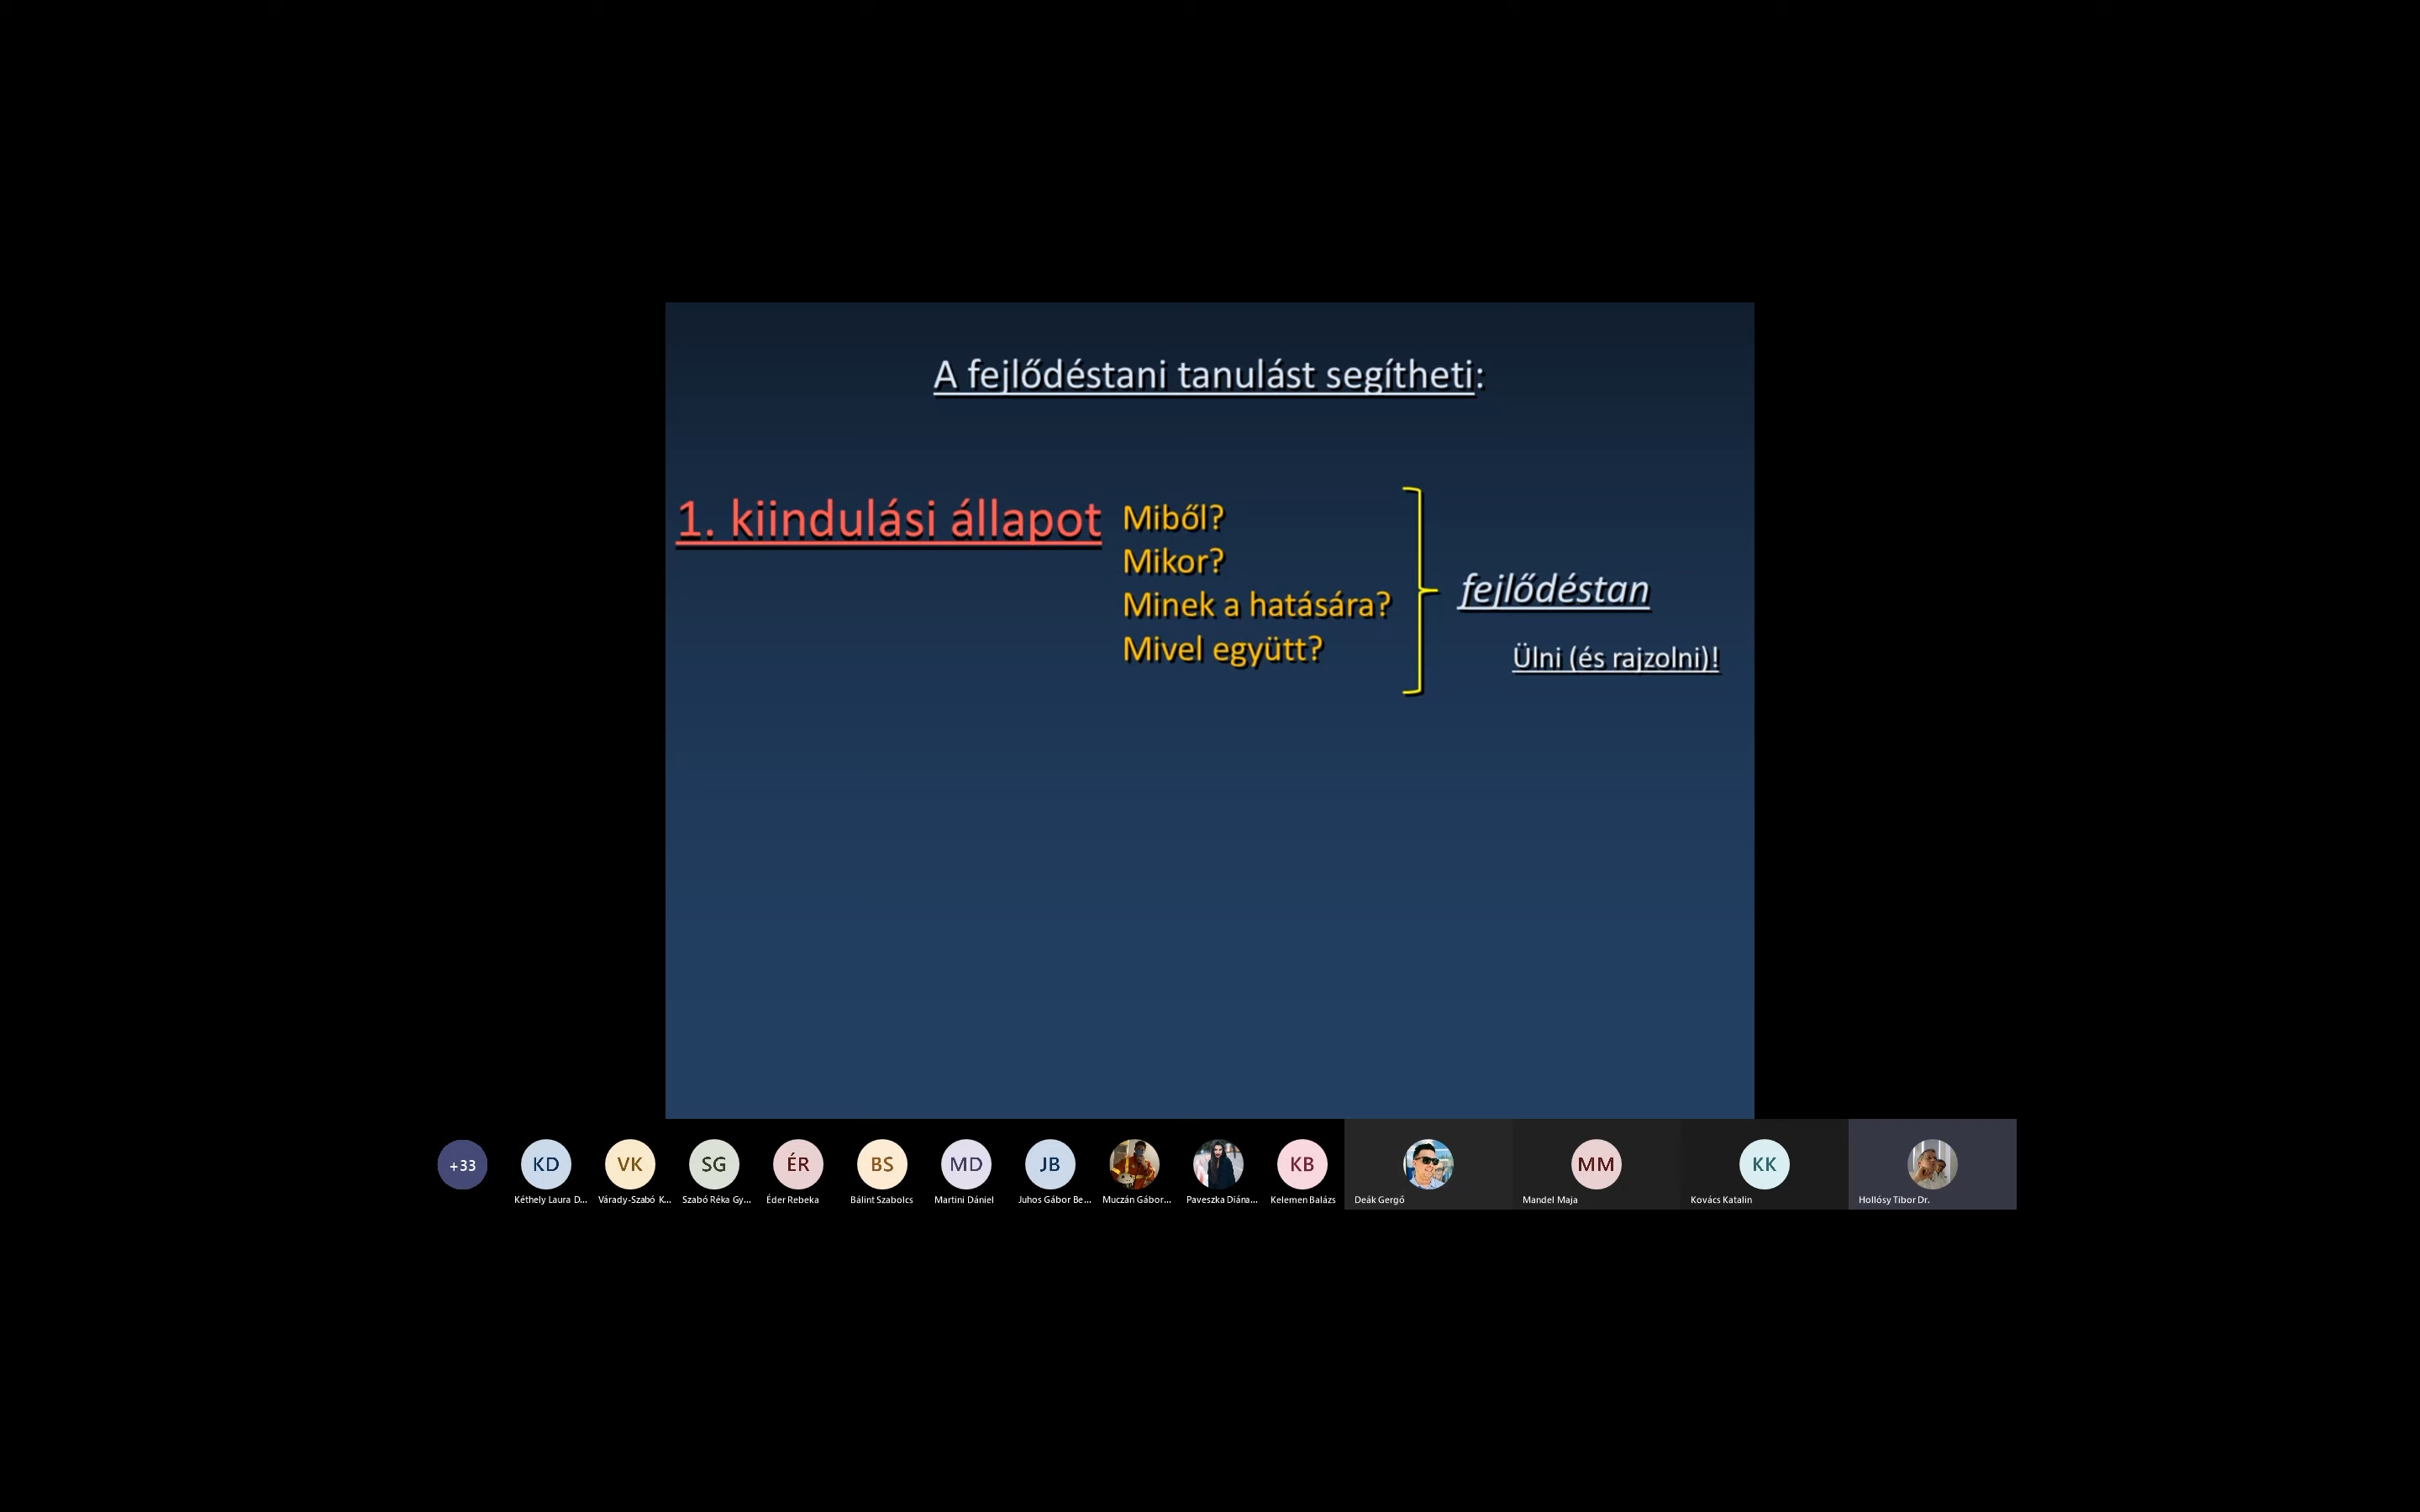 A fejlődéstani tanulást segítheti:
1. kiindulási állapot
Miből?
Mikor?
Minek a hatására?
Mivel együtt?
fejlődéstan
Ülni (és rajzolni)!
+33
KD
VK
SG
ÉR
BS
MD
JB
KB
MM
KK
Kéthely Laura D...
Várady-Szabó K...
Szabó Réka Gy...
Éder Rebeka
Bálint Szabolcs
Martini Dániel
Juhos Gábor Be...
Muczán Gábor...
Paveszka Diána...
Kelemen Balázs
Deák Gergő
Mandel Maja
Kovács Katalin
Hollósy Tibor Dr.